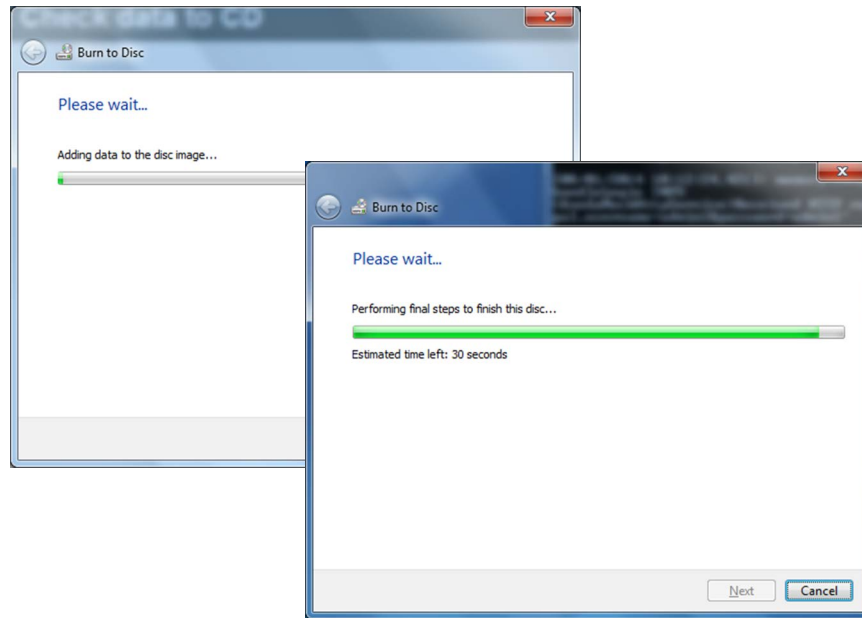 Check data to CD
Burn to Disc
Please wait...
Adding data to the disc image...
Burn to Disc
Please wait...
Performing final steps to finish this disc...
Estimated time left: 30 seconds
Next
Cancel